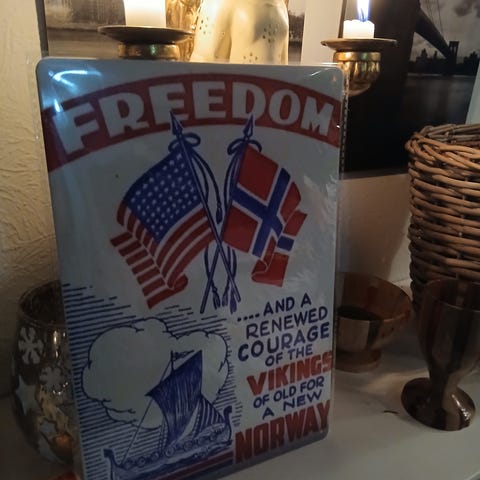 FREEDOM
....AND A
RENEWED
COURAGE
OF THE
VIKINGS
OF OLD FOR
A NEW
NORWAY